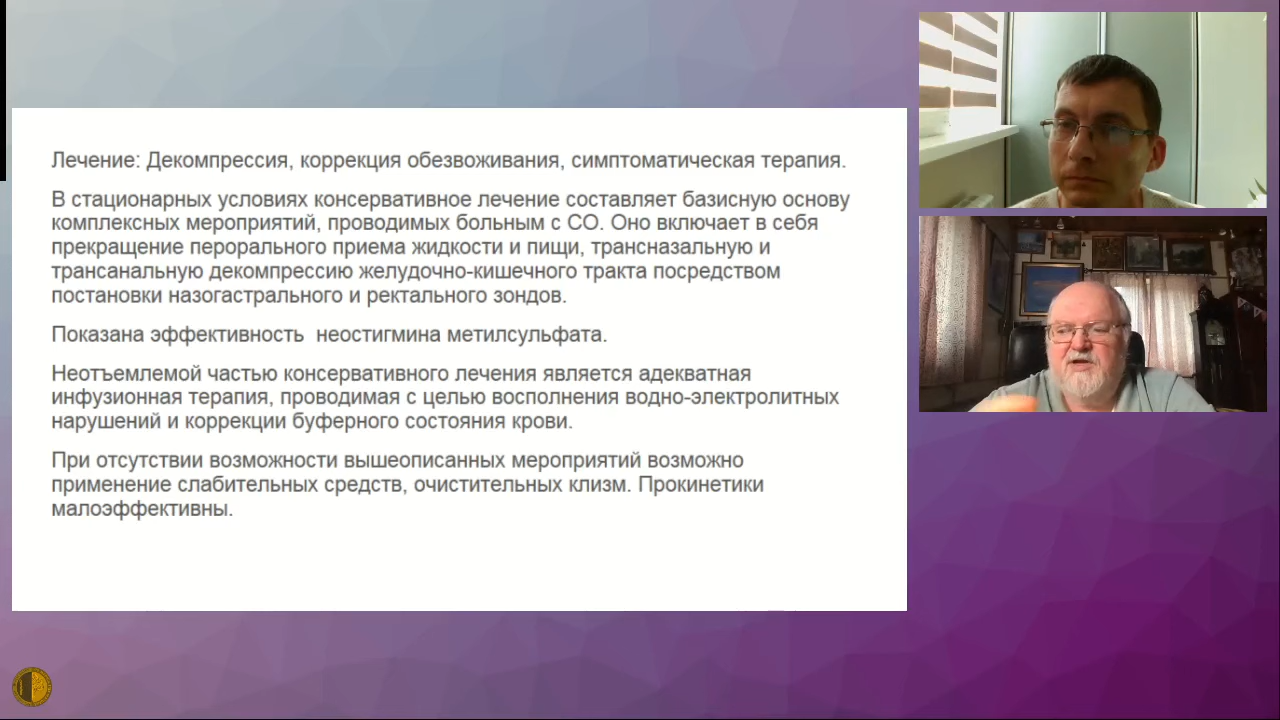 Лечение: Декомпрессия, коррекция обезвоживания, симптоматическая терапия.
В стационарных условиях консервативное лечение составляет базисную основу
комплексных мероприятий, проводимых больным с СО. Оно включает в себя
прекращение перорального приема жидкости и пищи, трансназальную и
трансанальную декомпрессию желудочно-кишечного тракта посредством
постановки назогастрального и ректального зондов.
Показана эффективность неостигмина метилсульфата.
Неотъемлемой частью консервативного лечения является адекватная
инфузионная терапия, проводимая с целью восполнения водно-электролитных
нарушений и коррекции буферного состояния крови.
При отсутствии возможности вышеописанных мероприятий возможно
применение слабительных средств, очистительных клизм. Прокинетики
малоэффективны.